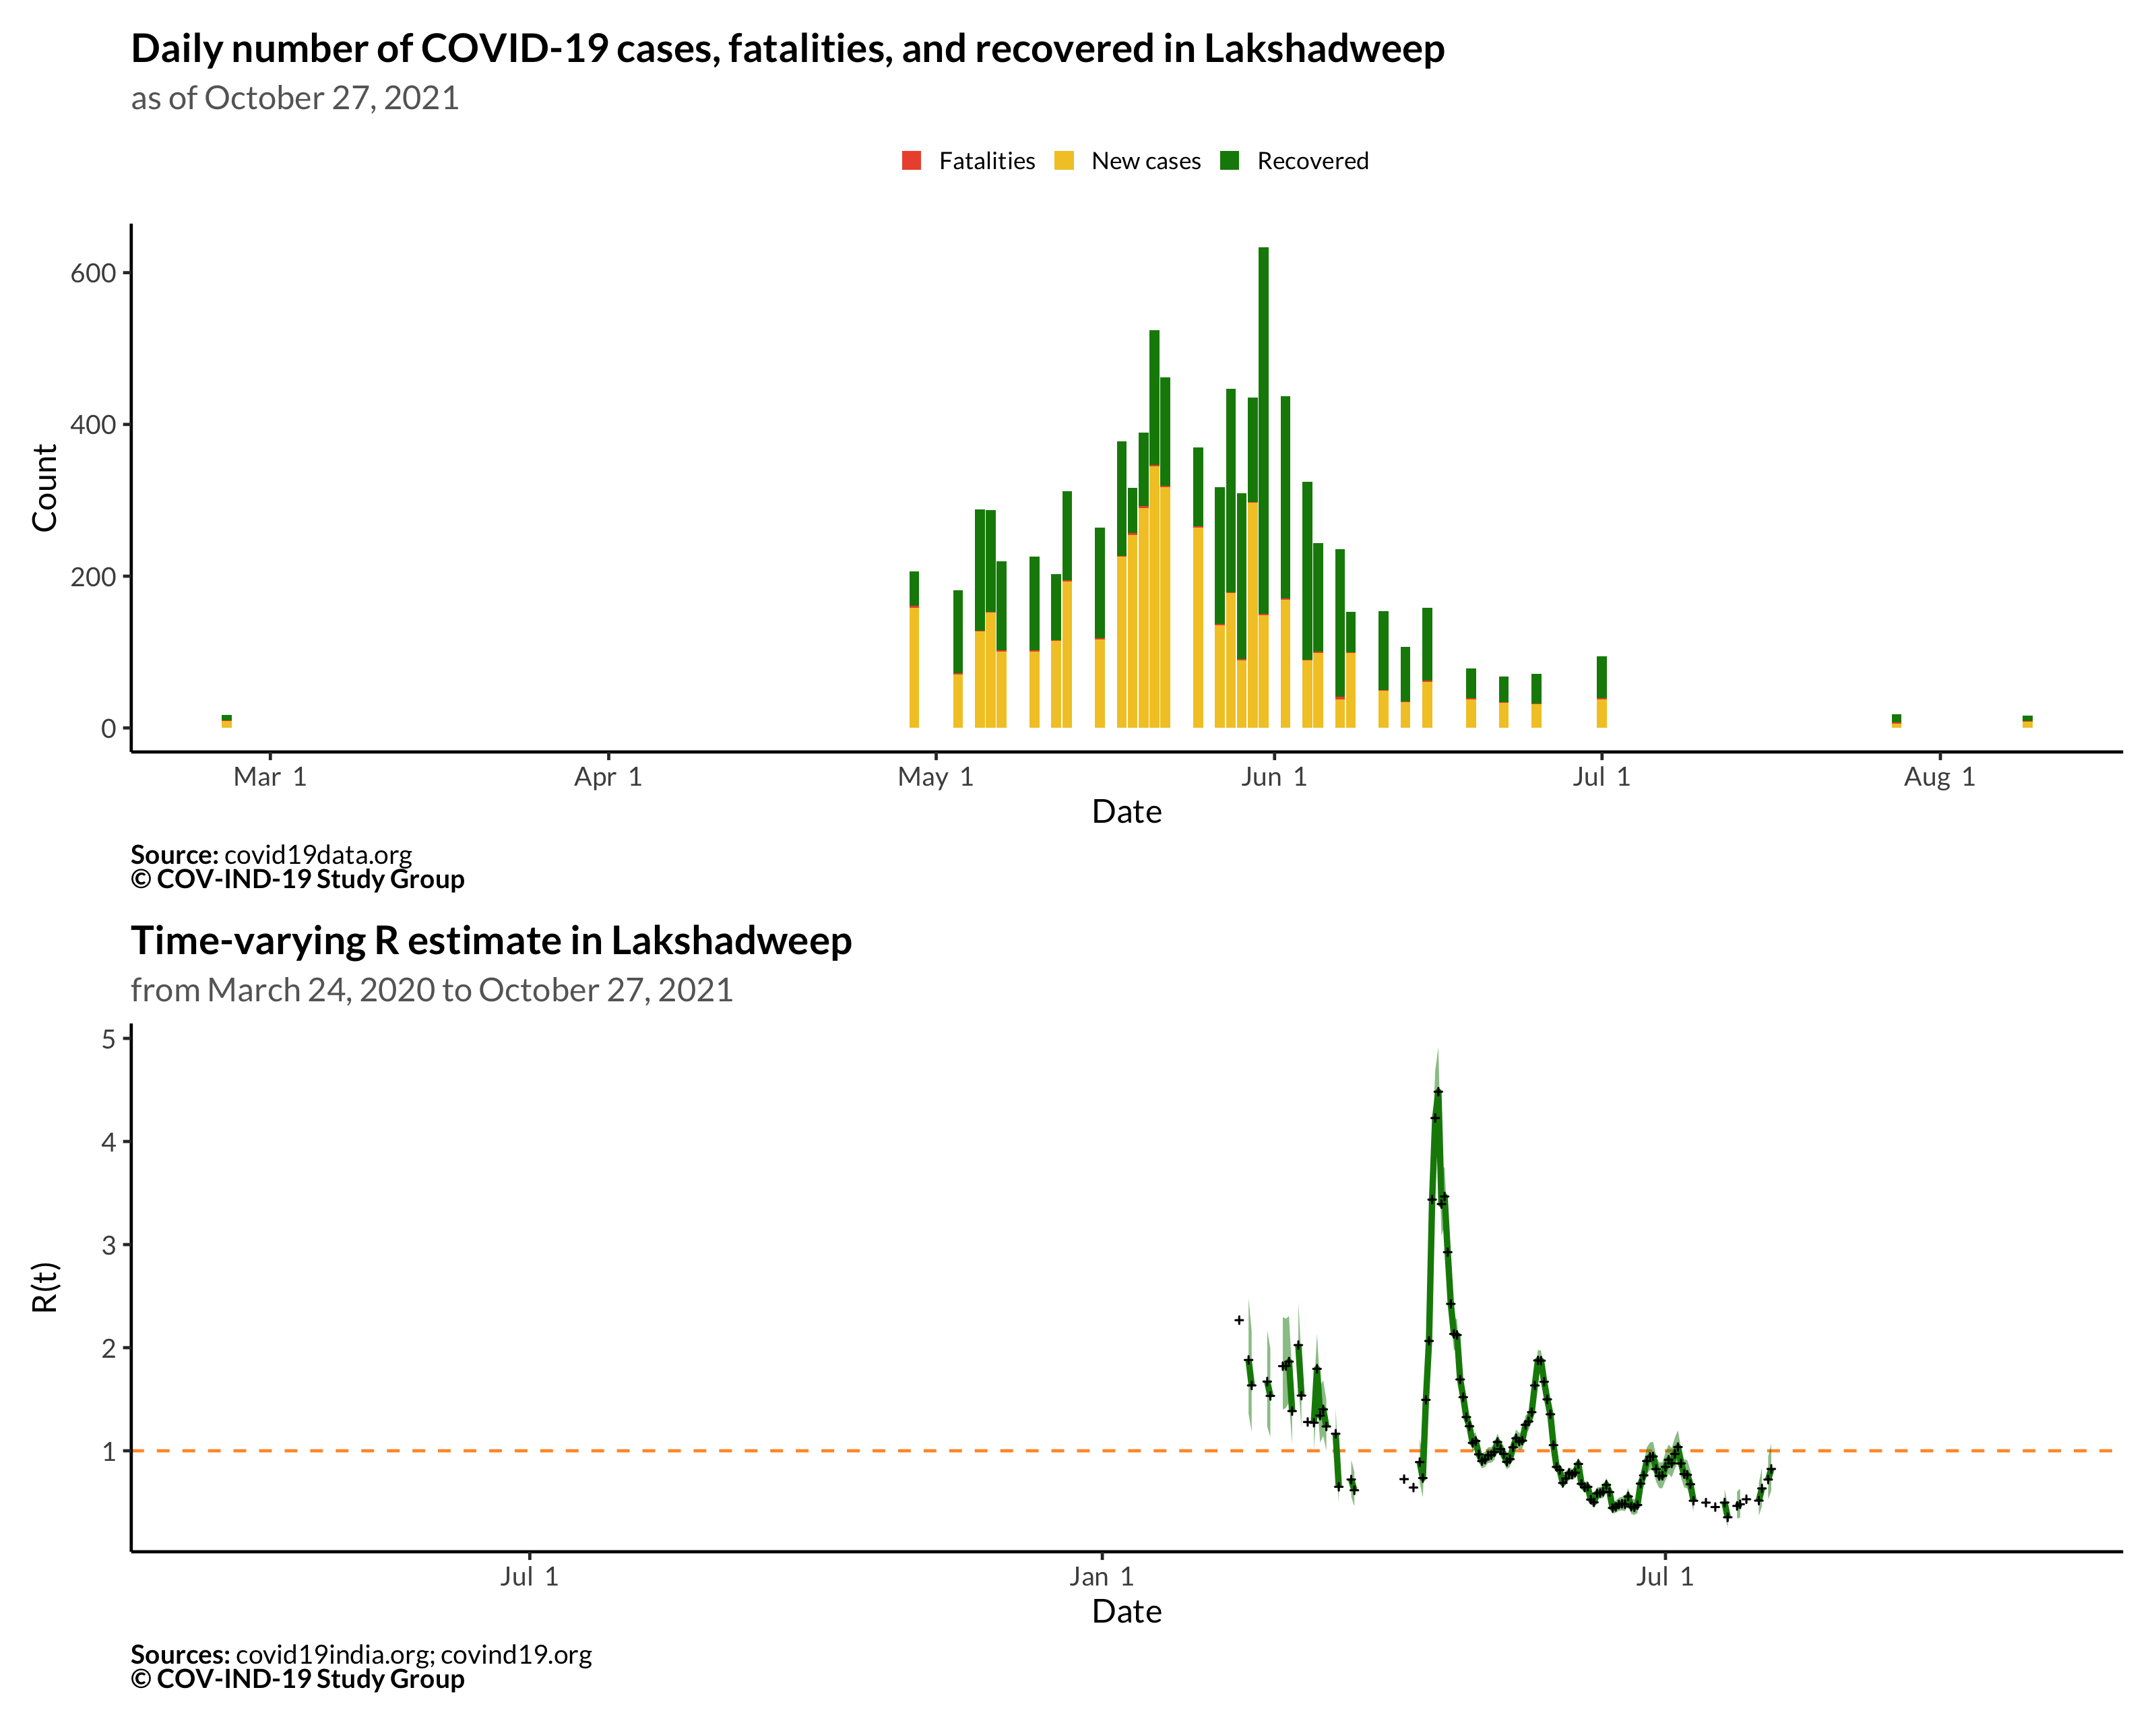 Daily number of COVID-19 cases, fatalities, and recovered in Lakshadweep
as of October 27, 2021
Fatalities New cases Recovered
600
400
200
0
Count
Mar 1 Apr 1 May 1 Jun 1 Jul 1 Aug 1
Date
Source: covid19data.org
© COV-IND-19 Study Group
Time-varying R estimate in Lakshadweep
from March 24, 2020 to October 27, 2021
5
4
3
2
1
R(t)
Jul 1 Jan 1 Jul 1
Date
Sources: covid19india.org; covind19.org
© COV-IND-19 Study Group